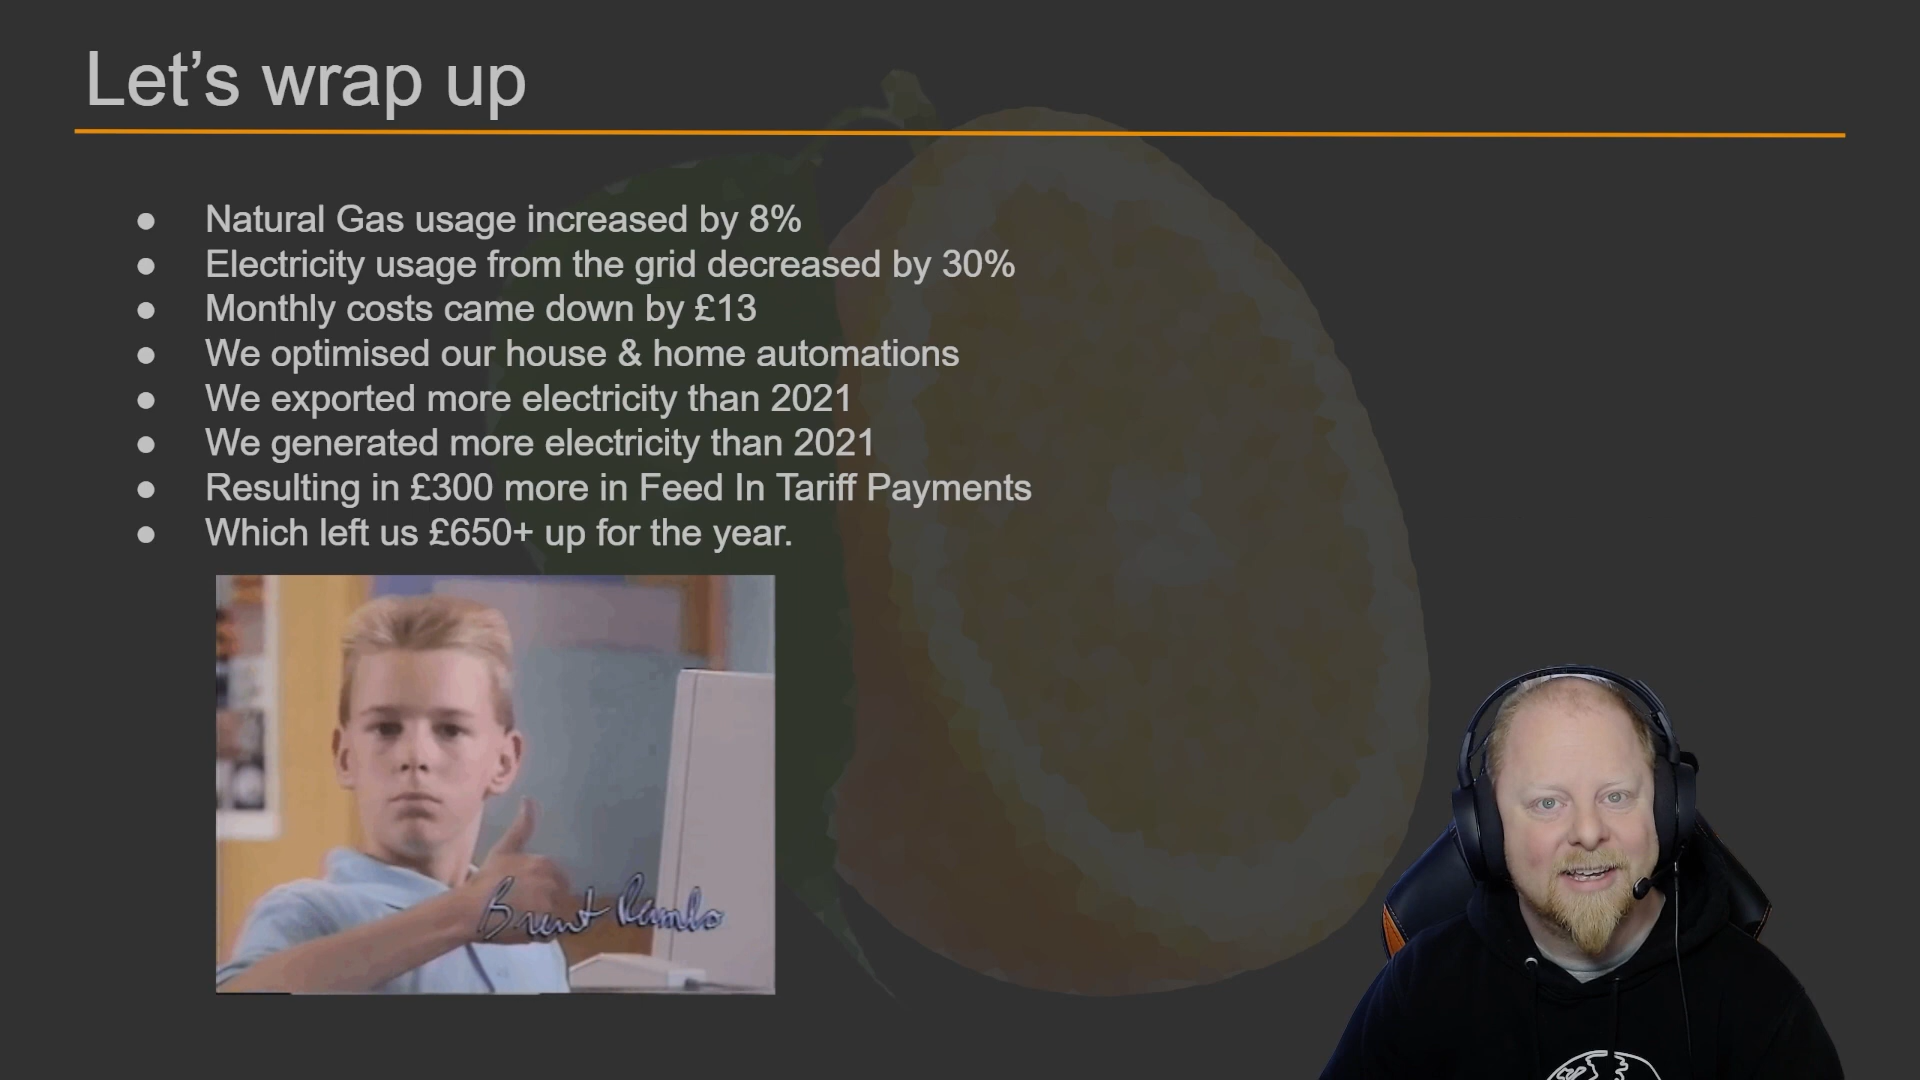 Let’s wrap up
● Natural Gas usage increased by 8%
● Electricity usage from the grid decreased by 30%
● Monthly costs came down by £13
● We optimised our house & home automations
● We exported more electricity than 2021
● We generated more electricity than 2021
● Resulting in £300 more in Feed In Tariff Payments
● Which left us £650+ up for the year.
Brent Rambo